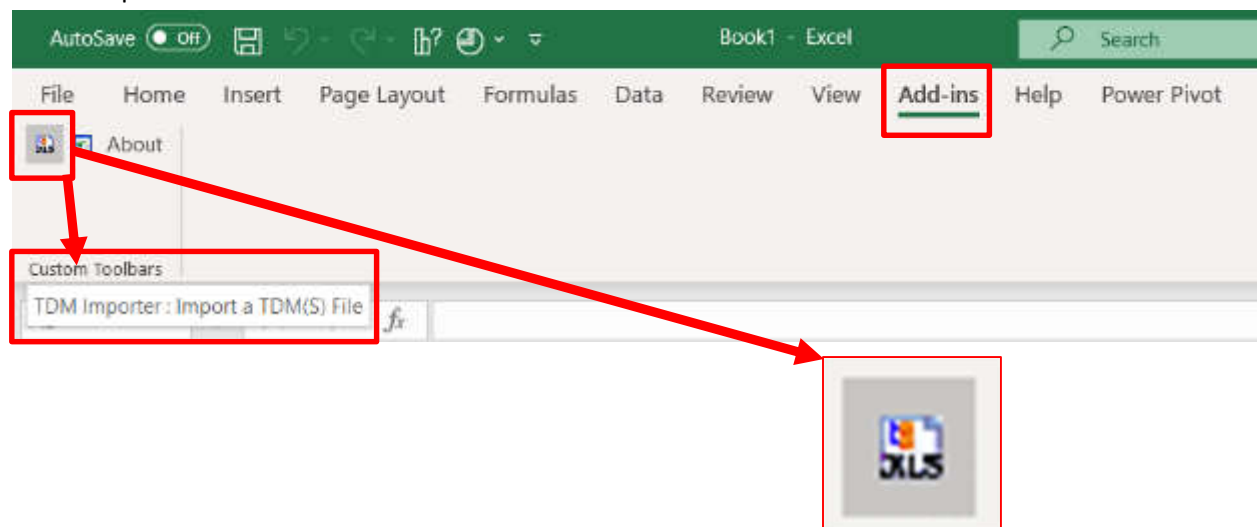 AutoSave Off Book1 - Excel Search
File Home Insert Page Layout Formulas Data Review View Add-ins Help Power Pivot
About
Custom Toolbars
TDM Importer : Import a TDM(S) File
fx
XLS